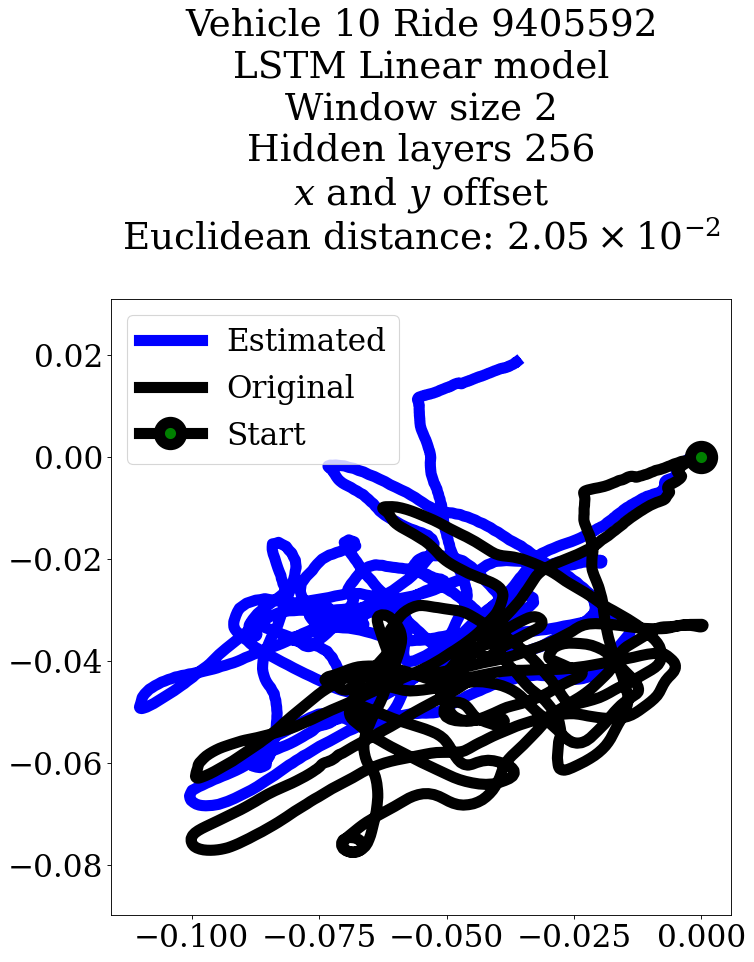 Vehicle 10 Ride 9405592
LSTM Linear model
Window size 2
Hidden layers 256
x and y offset
Euclidean distance: 2.05 × 10⁻²
Estimated
Original
Start
0.02
0.00
−0.02
−0.04
−0.06
−0.08
−0.100 −0.075 −0.050 −0.025 0.000